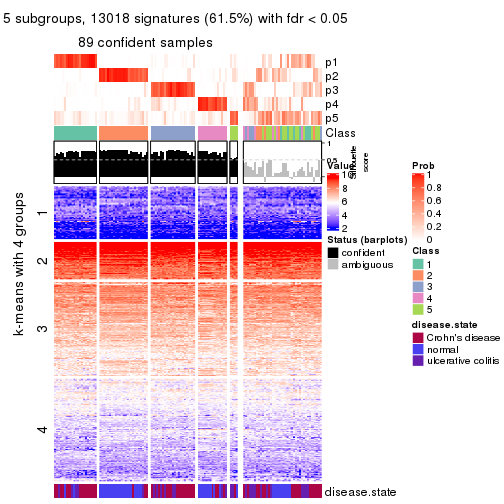 5 subgroups, 13018 signatures (61.5%) with fdr < 0.05
89 confident samples
p1
p2
p3
p4
p5
Class
1
0.5
Silhouette
score
k-means with 4 groups
1
2
3
4
disease.state
Value
10
8
6
4
2
Status (barplots)
confident
ambiguous
Prob
1
0.8
0.6
0.4
0.2
0
Class
1
2
3
4
5
disease.state
Crohn's disease
normal
ulcerative colitis